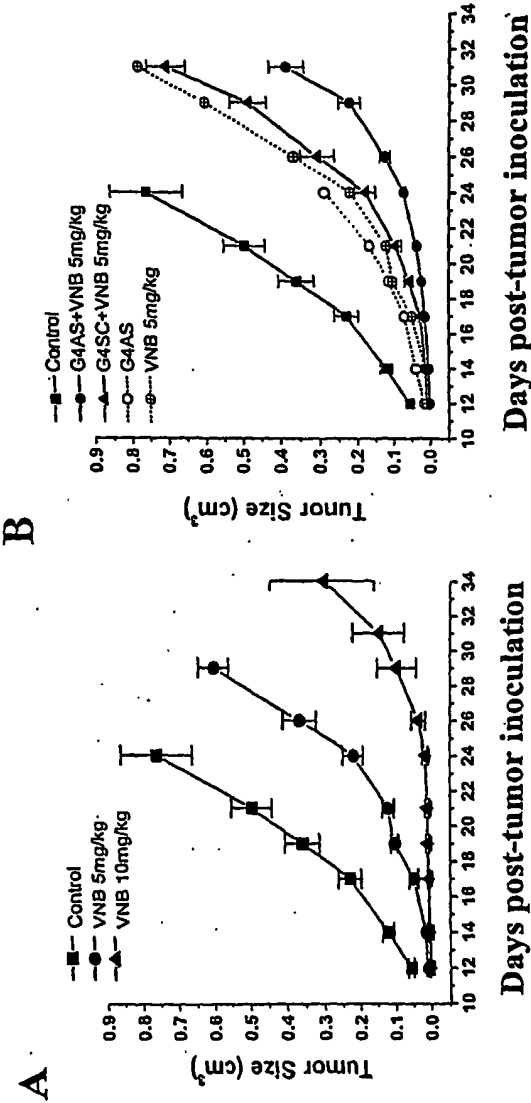 A
Control
VNB 5mg/kg
VNB 10mg/kg
Tumor Size (cm³)
0.9
0.8
0.7
0.6
0.5
0.4
0.3
0.2
0.1
0.0
10 12 14 16 18 20 22 24 26 28 30 32 34
Days post-tumor inoculation
B
Control
G4AS+VNB 5mg/kg
G4SC+VNB 5mg/kg
G4AS
VNB 5mg/kg
Tumor Size (cm³)
0.9
0.8
0.7
0.6
0.5
0.4
0.3
0.2
0.1
0.0
10 12 14 16 18 20 22 24 26 28 30 32 34
Days post-tumor inoculation